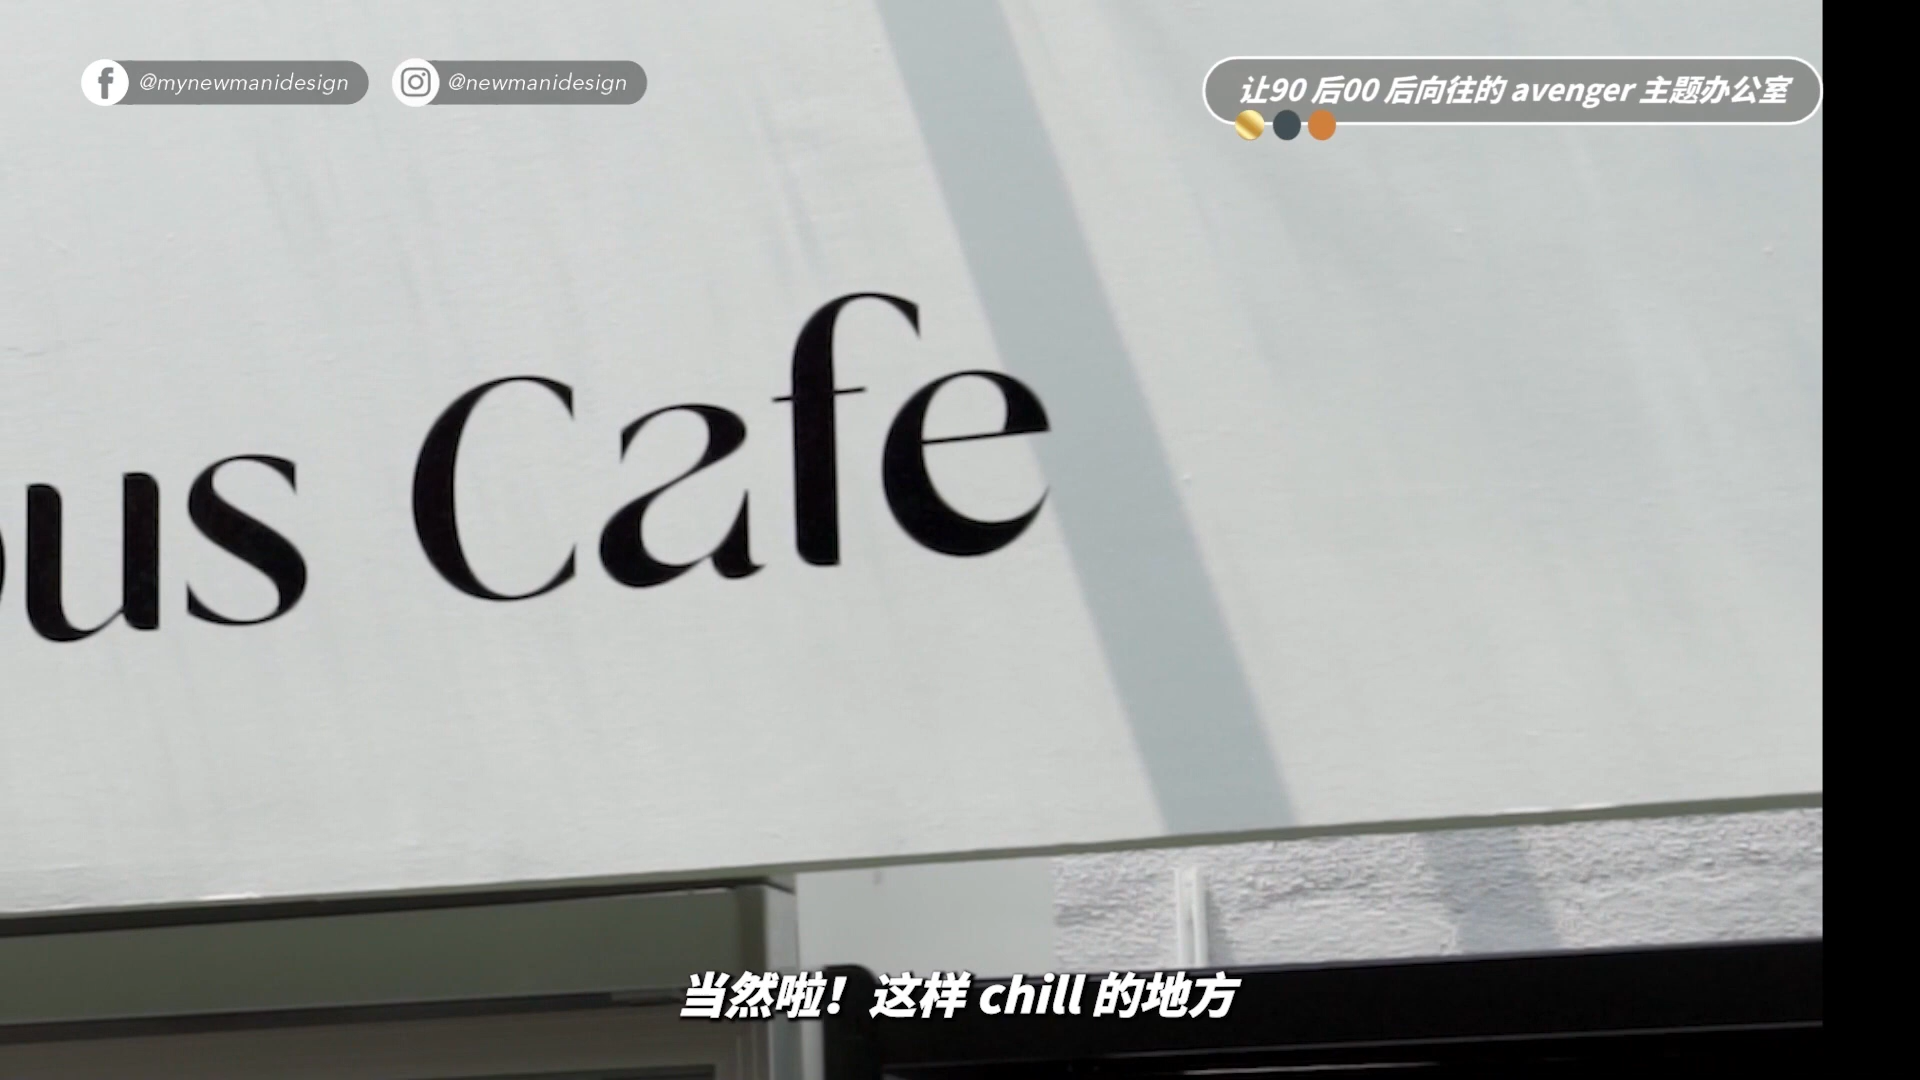 @mynewmanidesign
@newmanidesign
让90 后00 后向往的 avenger 主题办公室
us Cafe
当然啦！这样 chill 的地方